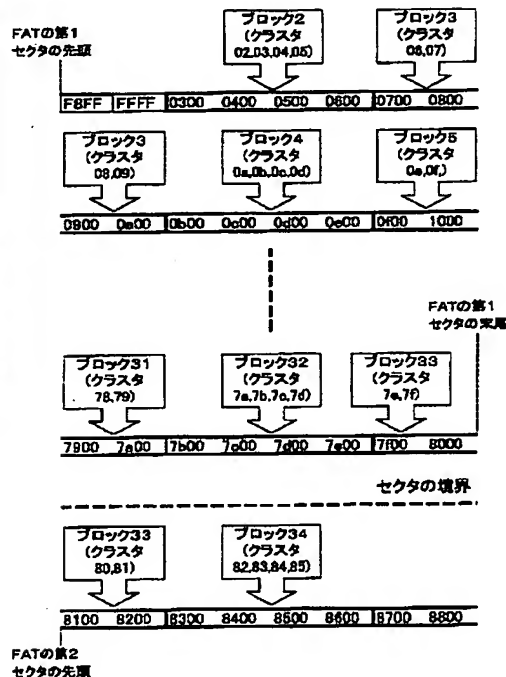 FATの第1
セクタの先頭
ブロック2
(クラスタ
02,03,04,05)
ブロック3
(クラスタ
06,07)
F8FF FFFF 0300 0400 0500 0600 0700 0800
ブロック3
(クラスタ
08,09)
ブロック4
(クラスタ
0a,0b,0c,0d)
ブロック5
(クラスタ
0e,0f,)
0900 0a00 0b00 0c00 0d00 0e00 0f00 1000
FATの第1
セクタの末尾
ブロック31
(クラスタ
78,79)
ブロック32
(クラスタ
7a,7b,7c,7d)
ブロック33
(クラスタ
7e,7f)
7900 7a00 7b00 7c00 7d00 7e00 7f00 8000
セクタの境界
ブロック33
(クラスタ
80,81)
ブロック34
(クラスタ
82,83,84,85)
8100 8200 8300 8400 8500 8600 8700 8800
FATの第2
セクタの先頭